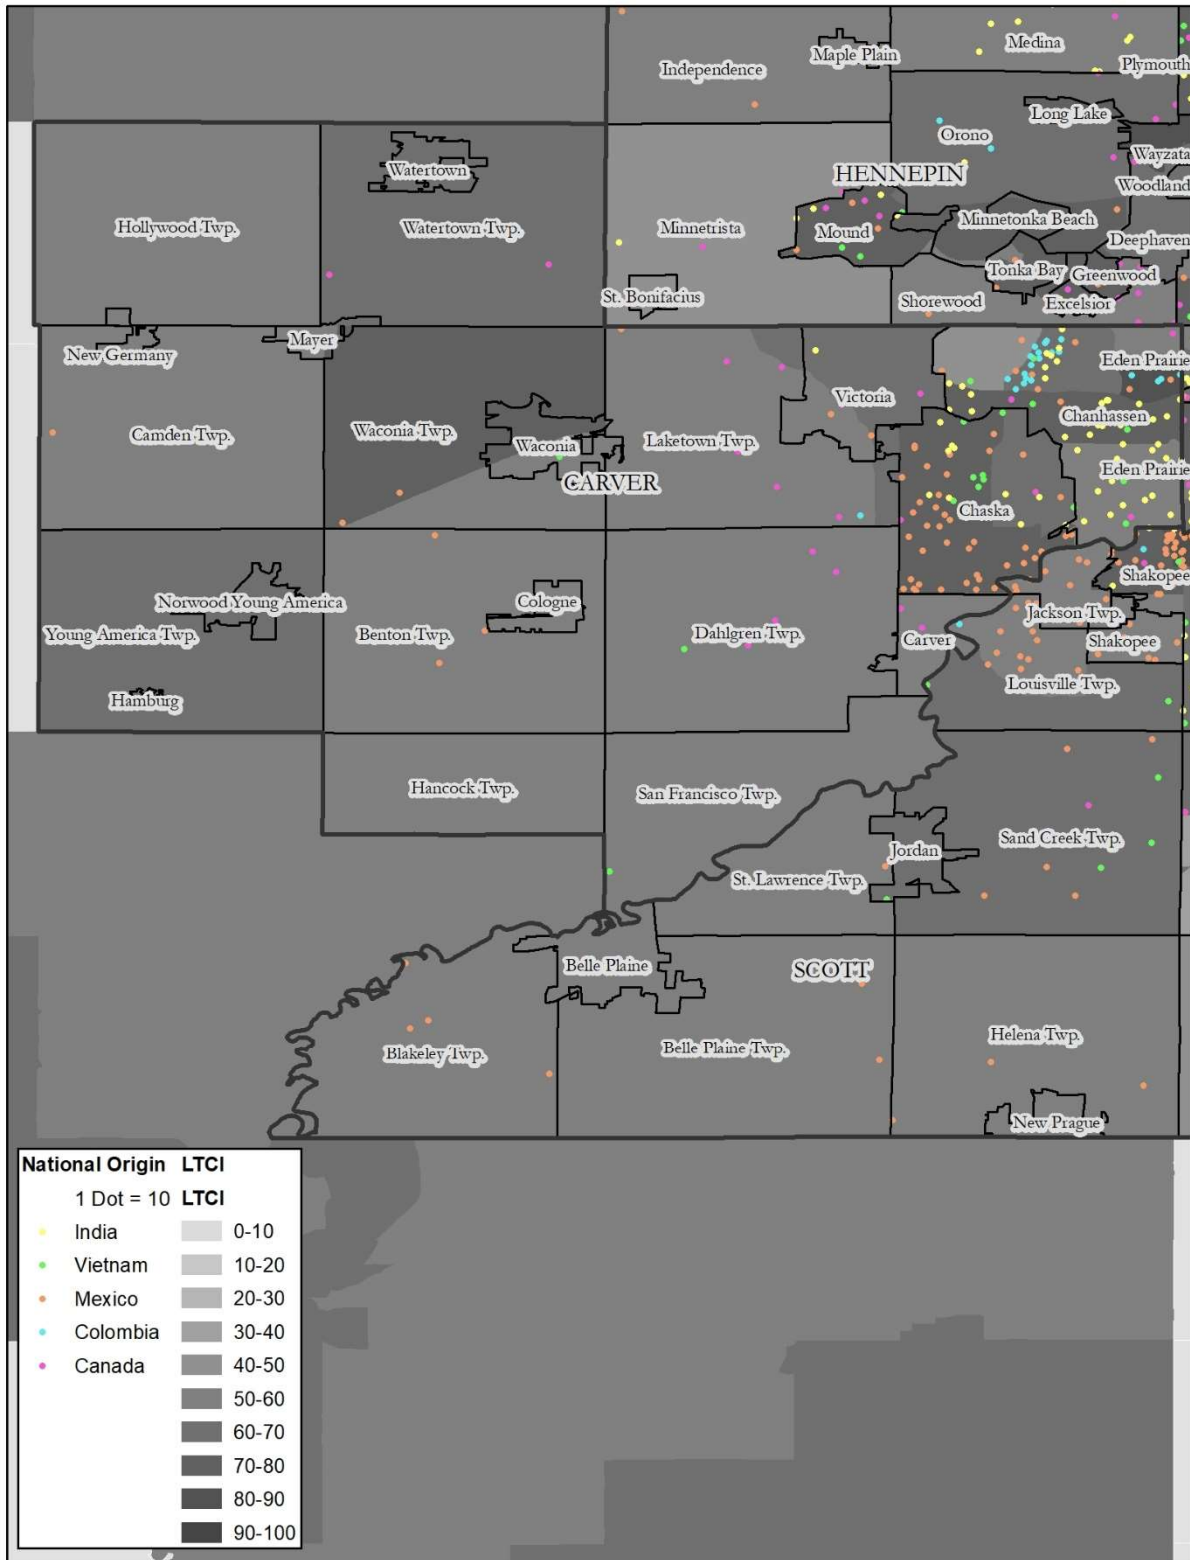 Medina
Maple Plain
Plymouth
Independence
Long Lake
Orono
Wayzata
HENNEPIN
Woodland
Watertown
Hollywood Twp.
Watertown Twp.
Minnetrista
Mound
Minnetonka Beach
Deephaven
Tonka Bay
Greenwood
St. Bonifacius
Shorewood
Excelsior
New Germany
Mayer
Eden Prairie
Victoria
Chanhassen
Camden Twp.
Waconia Twp.
Waconia
Laketown Twp.
CARVER
Eden Prairie
Chaska
Shakopee
Norwood Young America
Cologne
Jackson Twp.
Young America Twp.
Benton Twp.
Dahlgren Twp.
Carver
Shakopee
Hamburg
Louisville Twp.
Hancock Twp.
San Francisco Twp.
Jordan
Sand Creek Twp.
St. Lawrence Twp.
Belle Plaine
SCOTT
Blakeley Twp.
Belle Plaine Twp.
Helena Twp.
New Prague
National Origin LTCI
1 Dot = 10 LTCI
India 0-10
Vietnam 10-20
Mexico 20-30
Colombia 30-40
Canada 40-50
50-60
60-70
70-80
80-90
90-100